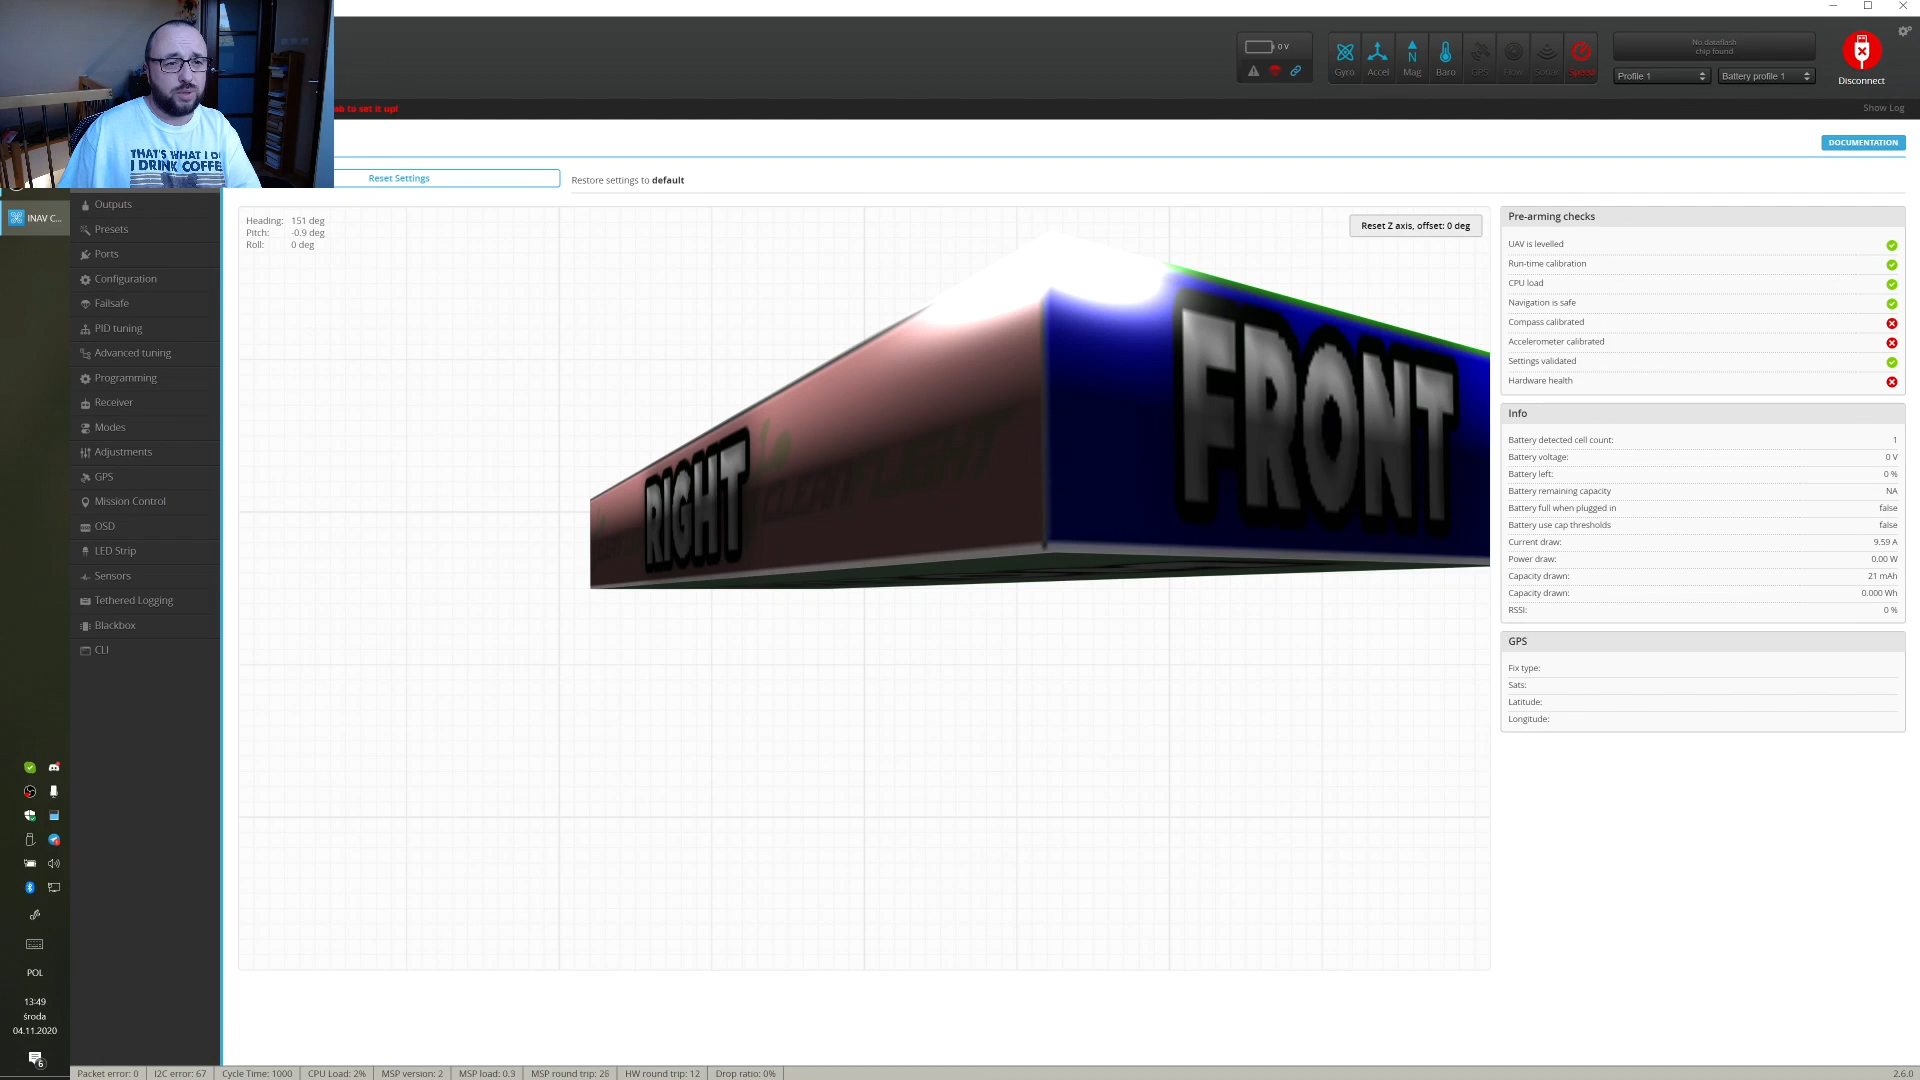 THAT'S WHAT I D
I DRINK COFFE
0 V
Gyro
Accel
Mag
Baro
GPS
Flow
Sonar
Speed
No dataflash
chip found
Profile 1
Battery profile 1
Disconnect
ab to set it up!
Show Log
DOCUMENTATION
Reset Settings
Restore settings to default
INAV C...
Outputs
Presets
Ports
Configuration
Failsafe
PID tuning
Advanced tuning
Programming
Receiver
Modes
Adjustments
GPS
Mission Control
OSD
LED Strip
Sensors
Tethered Logging
Blackbox
CLI
Heading: 151 deg
Pitch: -0.9 deg
Roll: 0 deg
Reset Z axis, offset: 0 deg
RIGHT
FRONT
Pre-arming checks
UAV is levelled
Run-time calibration
CPU load
Navigation is safe
Compass calibrated
Accelerometer calibrated
Settings validated
Hardware health
Info
Battery detected cell count: 1
Battery voltage: 0 V
Battery left: 0 %
Battery remaining capacity NA
Battery full when plugged in false
Battery use cap thresholds false
Current draw: 9.59 A
Power draw: 0.00 W
Capacity drawn: 21 mAh
Capacity drawn: 0.000 Wh
RSSI: 0 %
GPS
Fix type:
Sats:
Latitude:
Longitude:
POL
13:49
środa
04.11.2020
6
Packet error: 0
I2C error: 67
Cycle Time: 1000
CPU Load: 2%
MSP version: 2
MSP load: 0.3
MSP round trip: 26
HW round trip: 12
Drop ratio: 0%
2.6.0